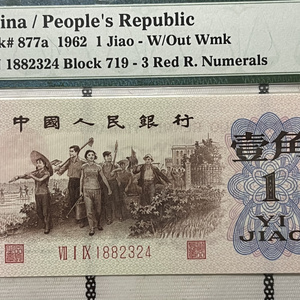 ina / People's Republic
k# 877a 1962 1 Jiao - W/Out Wmk
1882324 Block 719 - 3 Red R. Numerals
中國人民銀行
壹角
1
YI
JIAO
VII I IX 1882324